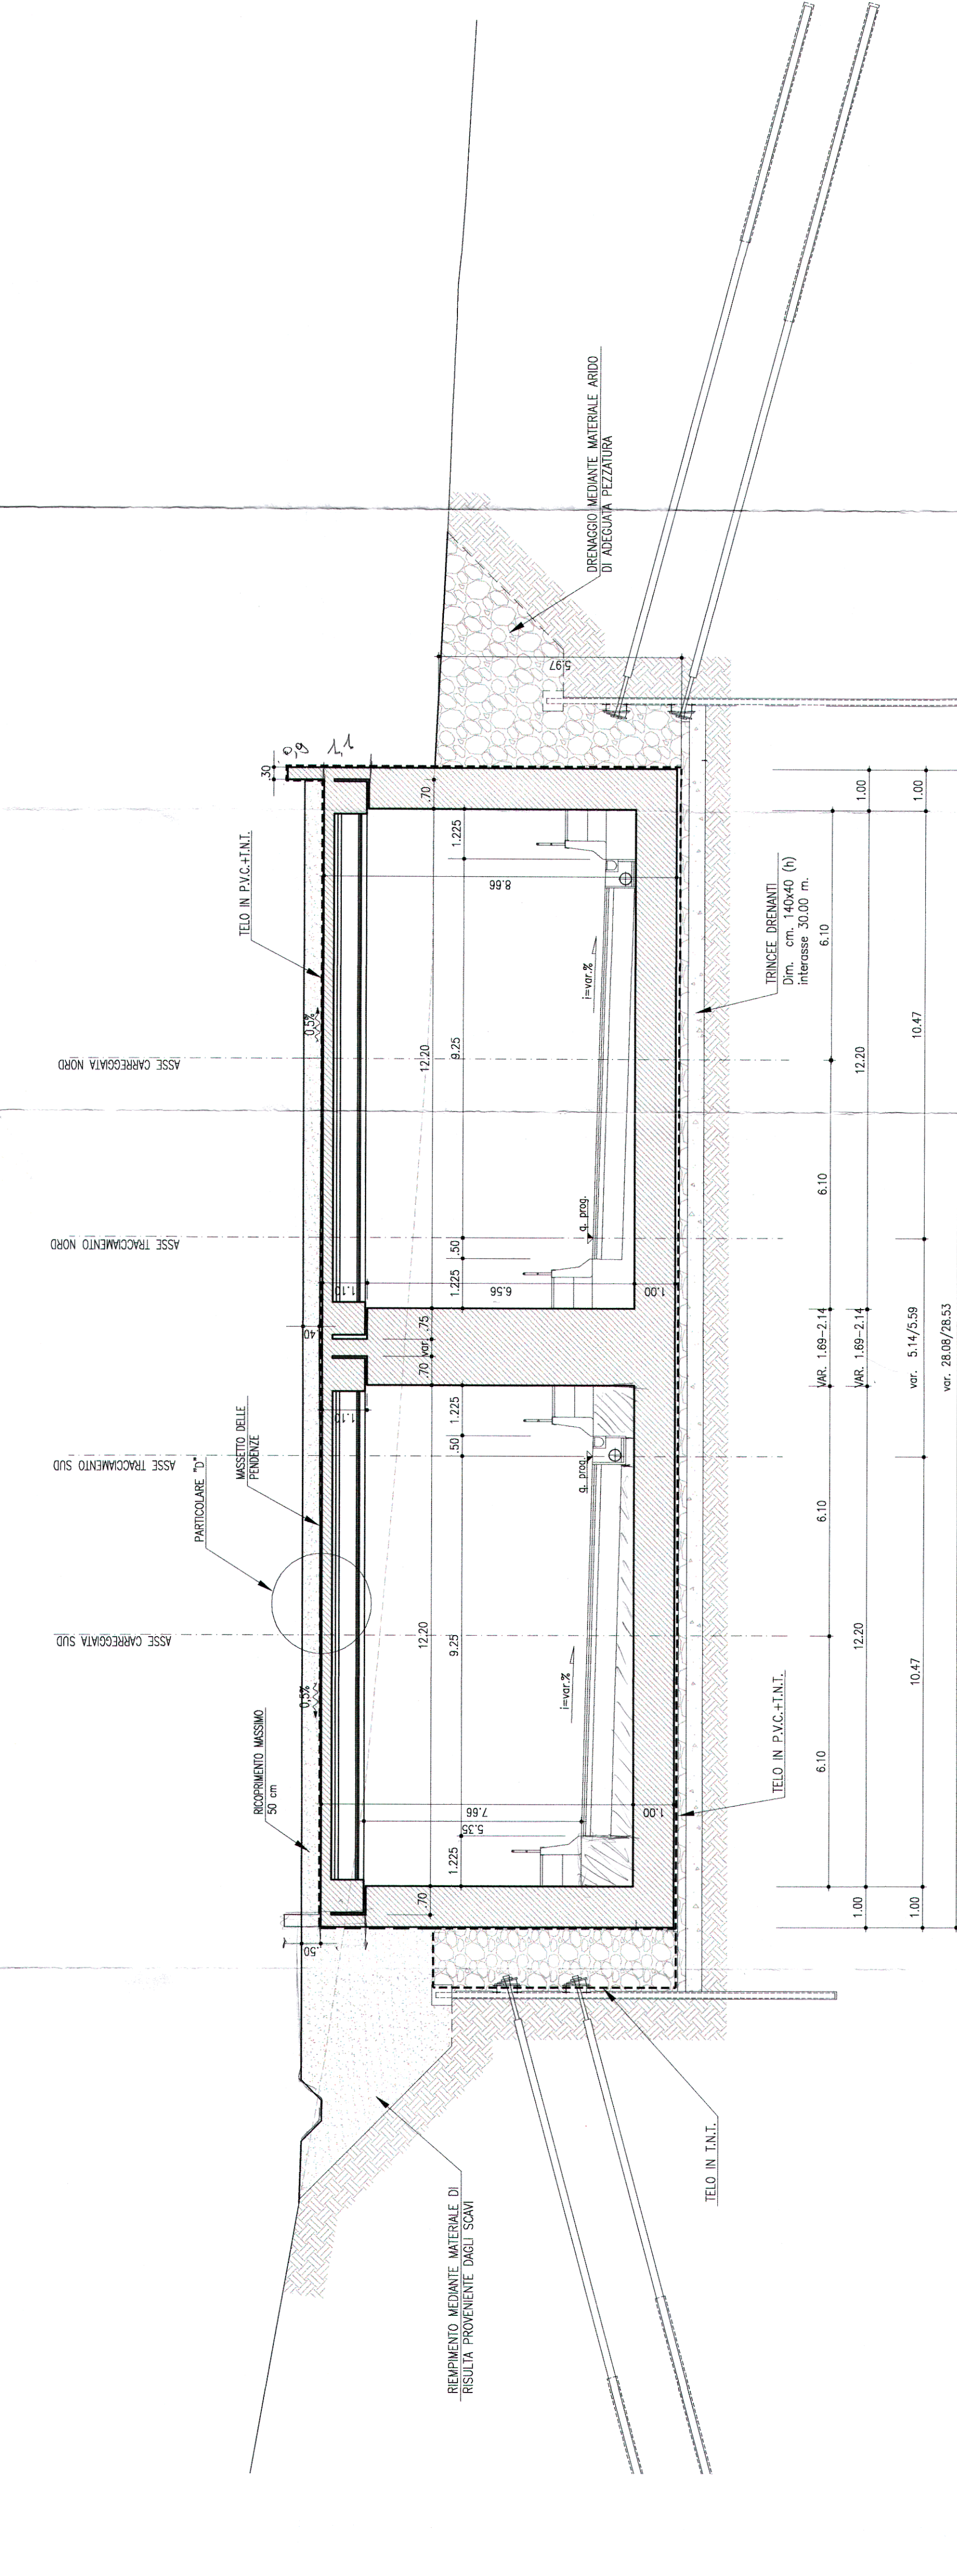 ASSE CARREGGIATA SUD
ASSE TRACCIAMENTO SUD
ASSE TRACCIAMENTO NORD
ASSE CARREGGIATA NORD
PARTICOLARE "D"
RICOPRIMENTO MASSIMO
50 cm
MASSETTO DELLE
PENDENZE
TELO IN P.V.C.+T.N.T.
.30
0,9
1,1
0,5%
0,5%
.50
.40
1.10
1.10
.70
12.20
.70
var.
.75
12.20
.70
1.225
9.25
.50
1.225
1.225
.50
9.25
1.225
5.35
7.66
1.00
6.56
1.00
8.66
5.97
i=var.%
q. prog.
q. prog.
i=var.%
RIEMPIMENTO MEDIANTE MATERIALE DI
RISULTA PROVENIENTE DAGLI SCAVI
DRENAGGIO MEDIANTE MATERIALE ARIDO
DI ADEGUATA PEZZATURA
TELO IN T.N.T.
TELO IN P.V.C.+T.N.T.
TRINCEE DRENANTI
Dim. cm. 140x40 (h)
interasse 30.00 m.
6.10
6.10
VAR. 1.69-2.14
6.10
6.10
1.00
12.20
VAR. 1.69-2.14
12.20
1.00
1.00
10.47
var. 5.14/5.59
10.47
1.00
var. 28.08/28.53